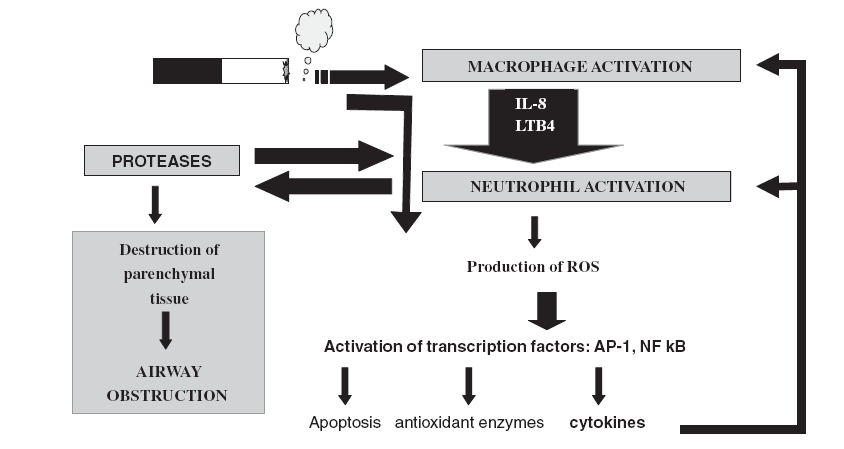 MACROPHAGE ACTIVATION
IL-8
LTB4
PROTEASES
NEUTROPHIL ACTIVATION
Destruction of
parenchymal
tissue
AIRWAY
OBSTRUCTION
Production of ROS
Activation of transcription factors: AP-1, NF kB
Apoptosis antioxidant enzymes cytokines